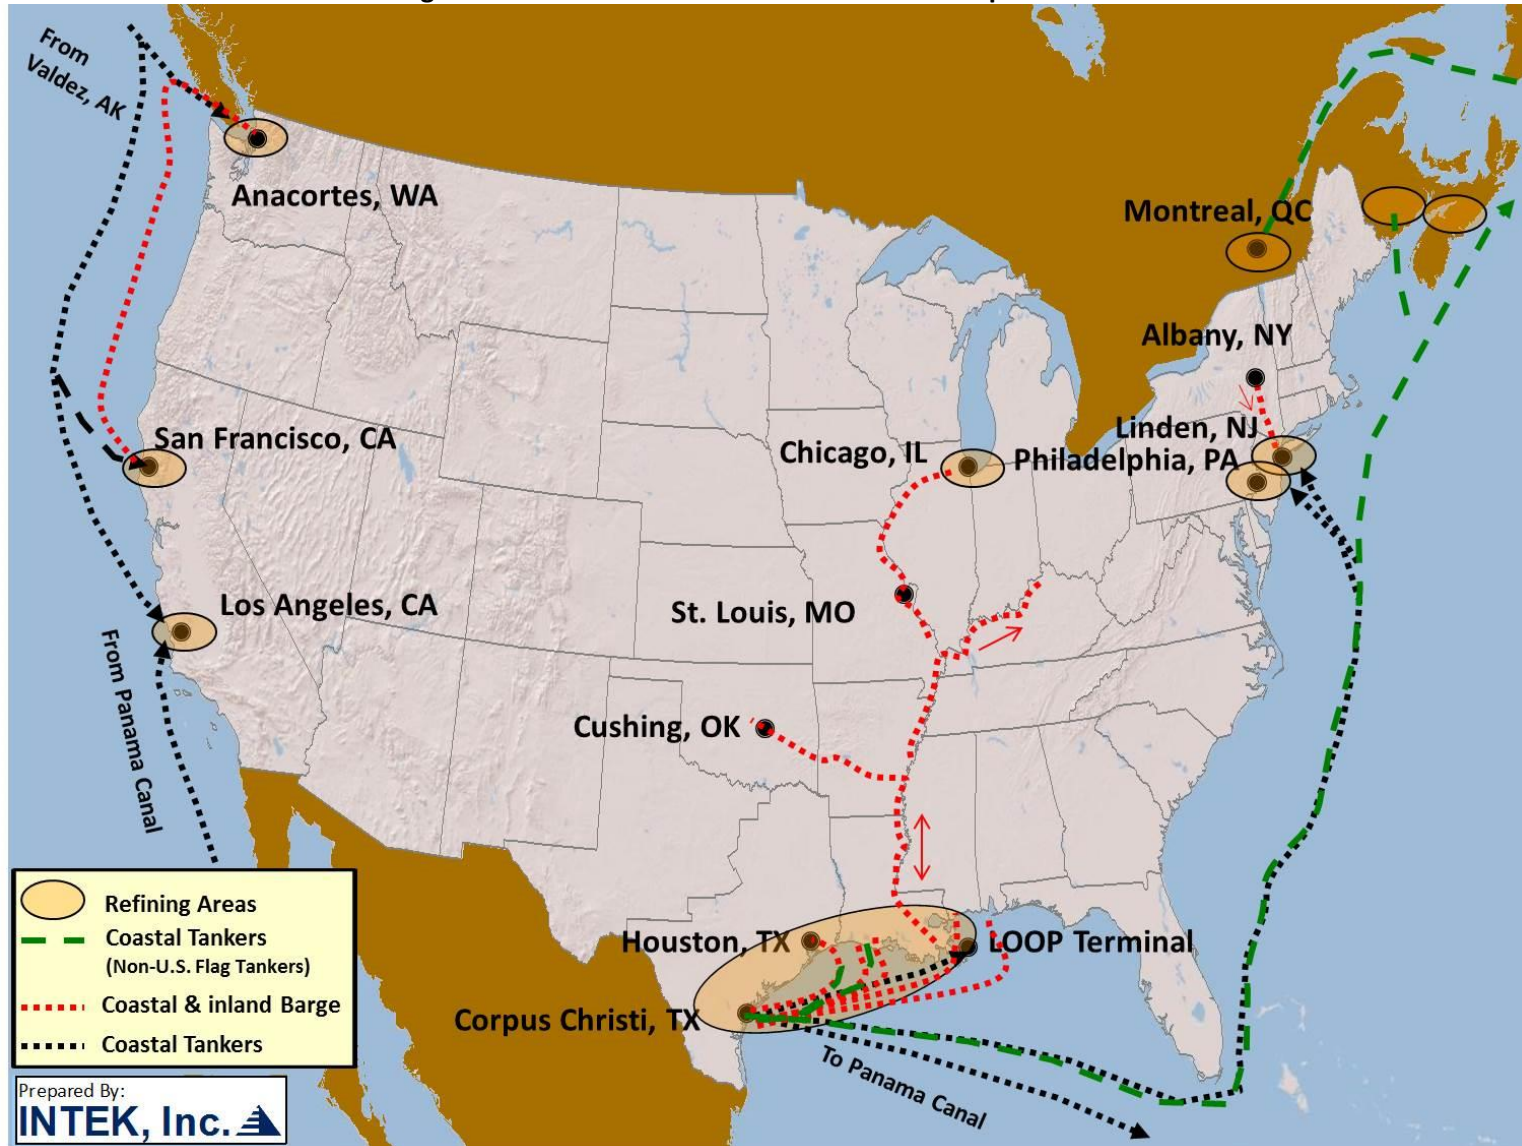 From
Valdez, AK
Anacortes, WA
Montreal, QC
Albany, NY
San Francisco, CA
Chicago, IL
Linden, NJ
Philadelphia, PA
Los Angeles, CA
St. Louis, MO
From Panama Canal
Cushing, OK
Houston, TX
LOOP Terminal
Corpus Christi, TX
To Panama Canal
Refining Areas
Coastal Tankers
(Non-U.S. Flag Tankers)
Coastal & inland Barge
Coastal Tankers
Prepared By:
INTEK, Inc.